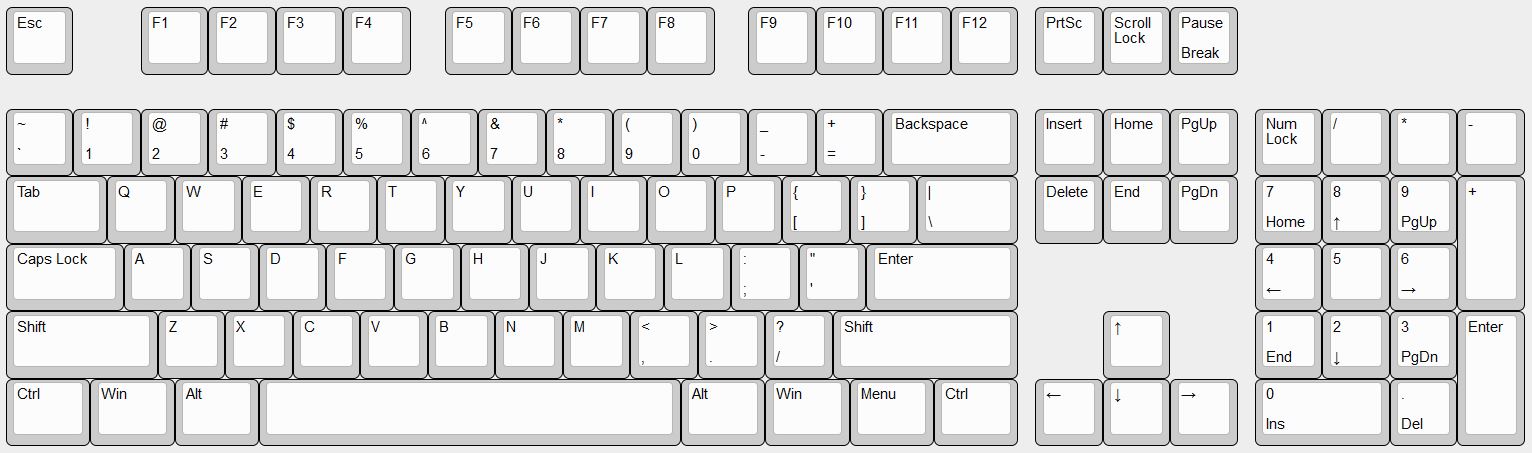 Esc F1 F2 F3 F4 F5 F6 F7 F8 F9 F10 F11 F12 PrtSc Scroll Pause
Lock
Break
~ ! @ # $ % ^ & * ( ) _ + Backspace Insert Home PgUp Num / * -
Lock
` 1 2 3 4 5 6 7 8 9 0 - =
Tab Q W E R T Y U I O P { } | Delete End PgDn 7 8 9 +
[ ] \ Home ↑ PgUp
Caps Lock A S D F G H J K L : " Enter 4 5 6
; ' ← →
Shift Z X C V B N M < > ? Shift ↑ 1 2 3 Enter
, . / End ↓ PgDn
Ctrl Win Alt Alt Win Menu Ctrl ← ↓ → 0 .
Ins Del